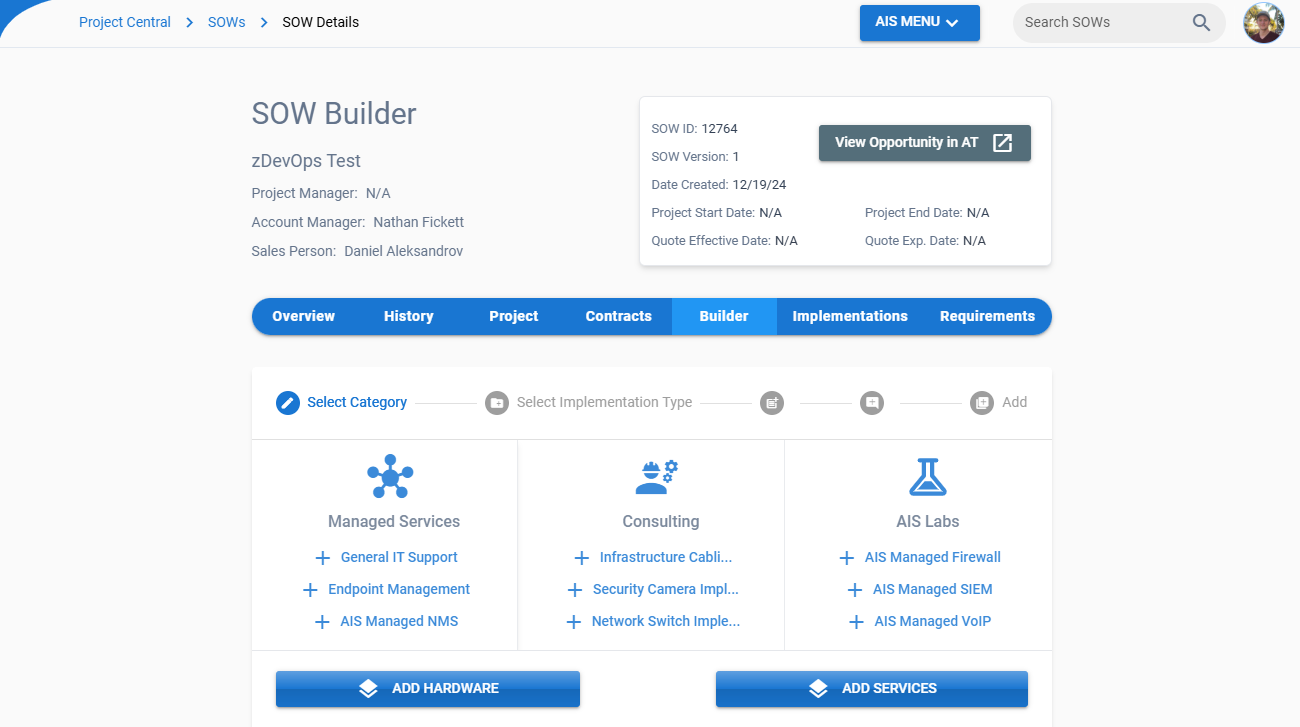 Project Central > SOWs > SOW Details
AIS MENU
Search SOWs
SOW Builder
zDevOps Test
Project Manager: N/A
Account Manager: Nathan Fickett
Sales Person: Daniel Aleksandrov
SOW ID: 12764
View Opportunity in AT
SOW Version: 1
Date Created: 12/19/24
Project Start Date: N/A Project End Date: N/A
Quote Effective Date: N/A Quote Exp. Date: N/A
Overview History Project Contracts Builder Implementations Requirements
Select Category Select Implementation Type Add
Managed Services
General IT Support
Endpoint Management
AIS Managed NMS
Consulting
Infrastructure Cabli...
Security Camera Impl...
Network Switch Imple...
AIS Labs
AIS Managed Firewall
AIS Managed SIEM
AIS Managed VoIP
ADD HARDWARE ADD SERVICES